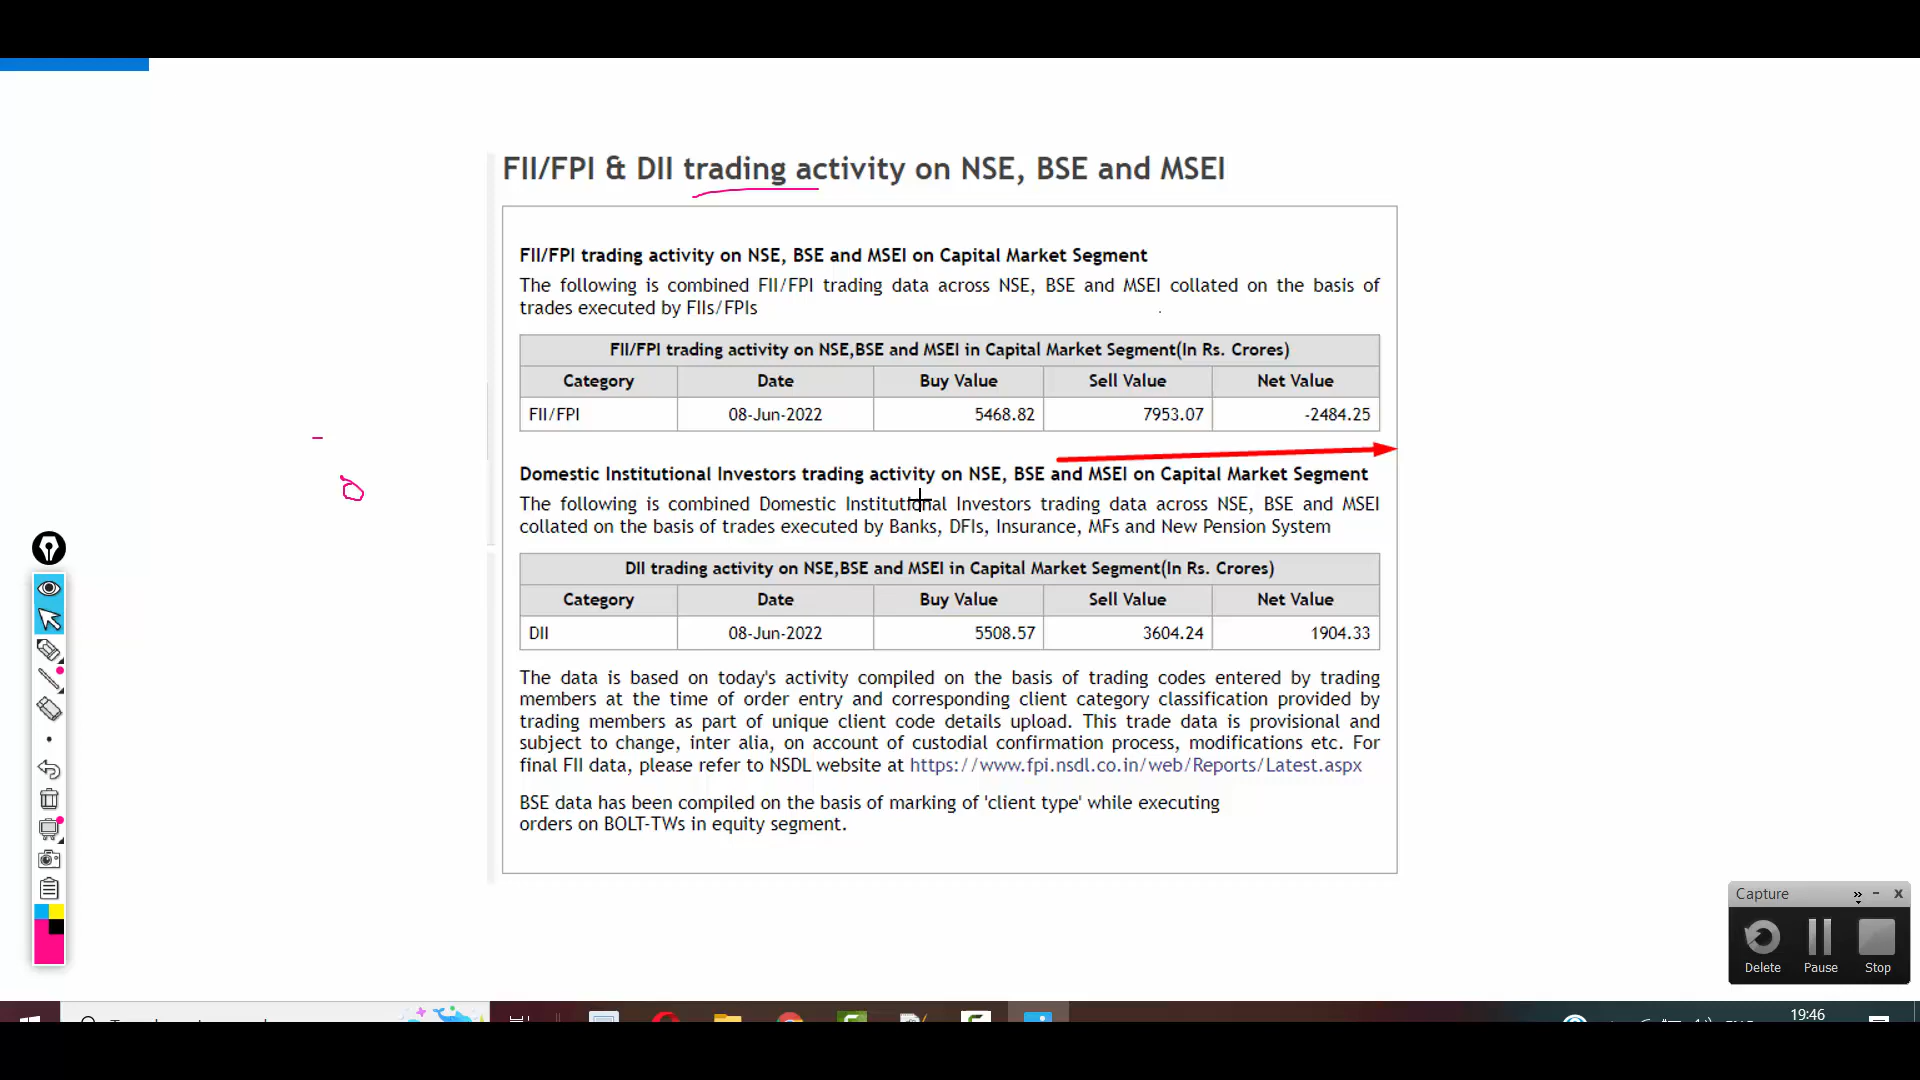 FII/FPI & DII trading activity on NSE, BSE and MSEI
FII/FPI trading activity on NSE, BSE and MSEI on Capital Market Segment
The following is combined FII/FPI trading data across NSE, BSE and MSEI collated on the basis of
trades executed by FIIs/FPIs
FII/FPI trading activity on NSE,BSE and MSEI in Capital Market Segment(In Rs. Crores)
Category Date Buy Value Sell Value Net Value
FII/FPI 08-Jun-2022 5468.82 7953.07 -2484.25
Domestic Institutional Investors trading activity on NSE, BSE and MSEI on Capital Market Segment
The following is combined Domestic Institutional Investors trading data across NSE, BSE and MSEI
collated on the basis of trades executed by Banks, DFIs, Insurance, MFs and New Pension System
DII trading activity on NSE,BSE and MSEI in Capital Market Segment(In Rs. Crores)
Category Date Buy Value Sell Value Net Value
DII 08-Jun-2022 5508.57 3604.24 1904.33
The data is based on today's activity compiled on the basis of trading codes entered by trading
members at the time of order entry and corresponding client category classification provided by
trading members as part of unique client code details upload. This trade data is provisional and
subject to change, inter alia, on account of custodial confirmation process, modifications etc. For
final FII data, please refer to NSDL website at https://www.fpi.nsdl.co.in/web/Reports/Latest.aspx
BSE data has been compiled on the basis of marking of 'client type' while executing
orders on BOLT-TWs in equity segment.
Capture
Delete Pause Stop
19:46